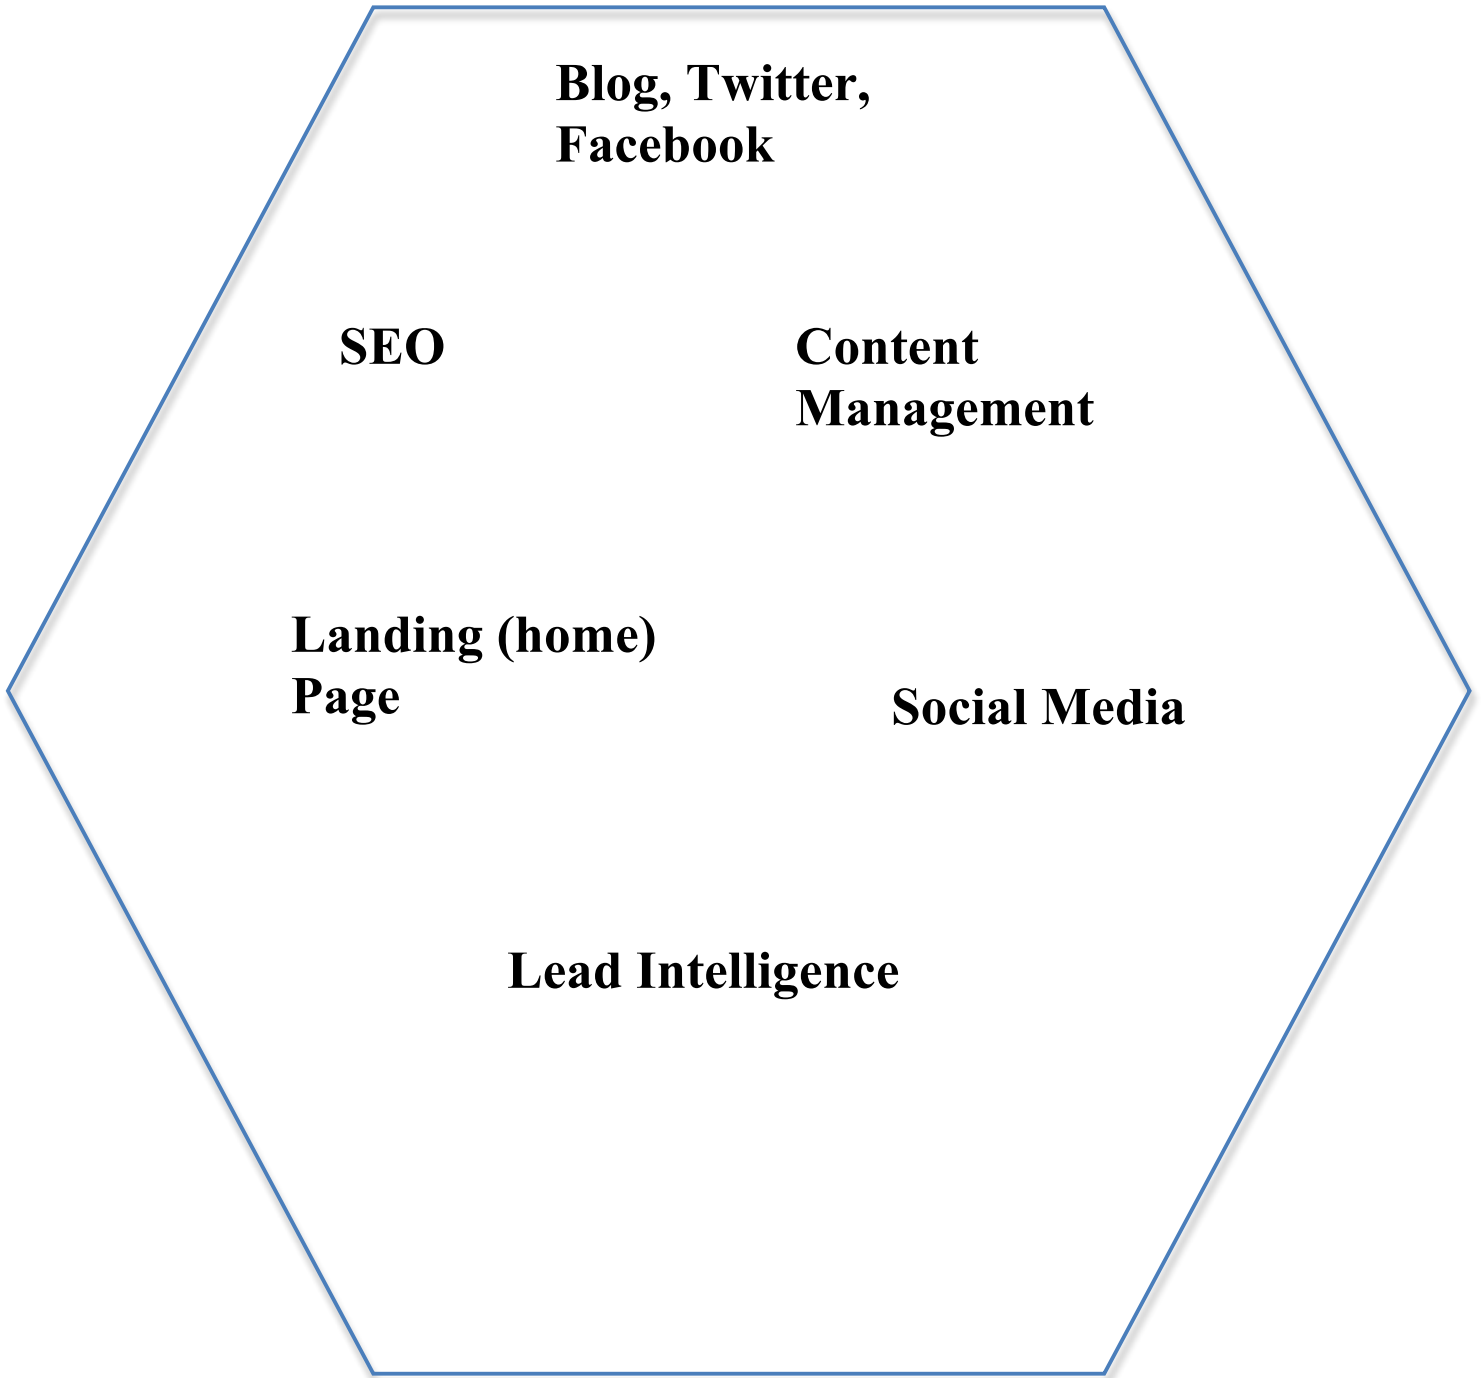 Blog, Twitter,
Facebook
SEO
Content
Management
Landing (home)
Page
Social Media
Lead Intelligence